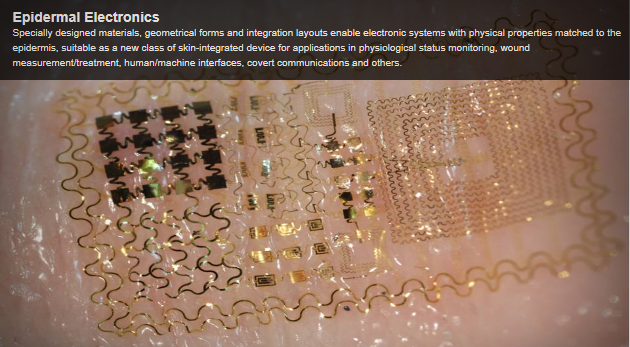 Epidermal Electronics
Specially designed materials, geometrical forms and integration layouts enable electronic systems with physical properties matched to the
epidermis, suitable as a new class of skin-integrated device for applications in physiological status monitoring, wound
measurement/treatment, human/machine interfaces, covert communications and others.